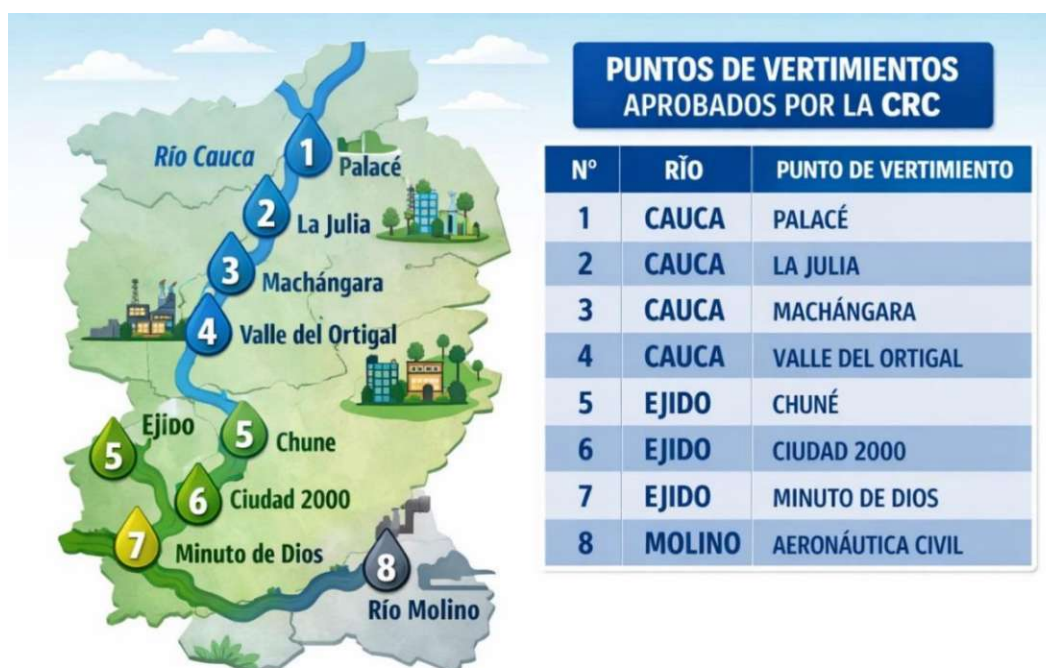 Río Cauca
1
Palacé
2
La Julia
3
Machángara
4
Valle del Ortigal
Ejido
5
5
Chune
6
Ciudad 2000
7
Minuto de Dios
8
Río Molino
PUNTOS DE VERTIMIENTOS
APROBADOS POR LA CRC
Nº RǏO PUNTO DE VERTIMIENTO
1 CAUCA PALACÉ
2 CAUCA LA JULIA
3 CAUCA MACHÁNGARA
4 CAUCA VALLE DEL ORTIGAL
5 EJIDO CHUNÉ
6 EJIDO CIUDAD 2000
7 EJIDO MINUTO DE DIOS
8 MOLINO AERONÁUTICA CIVIL